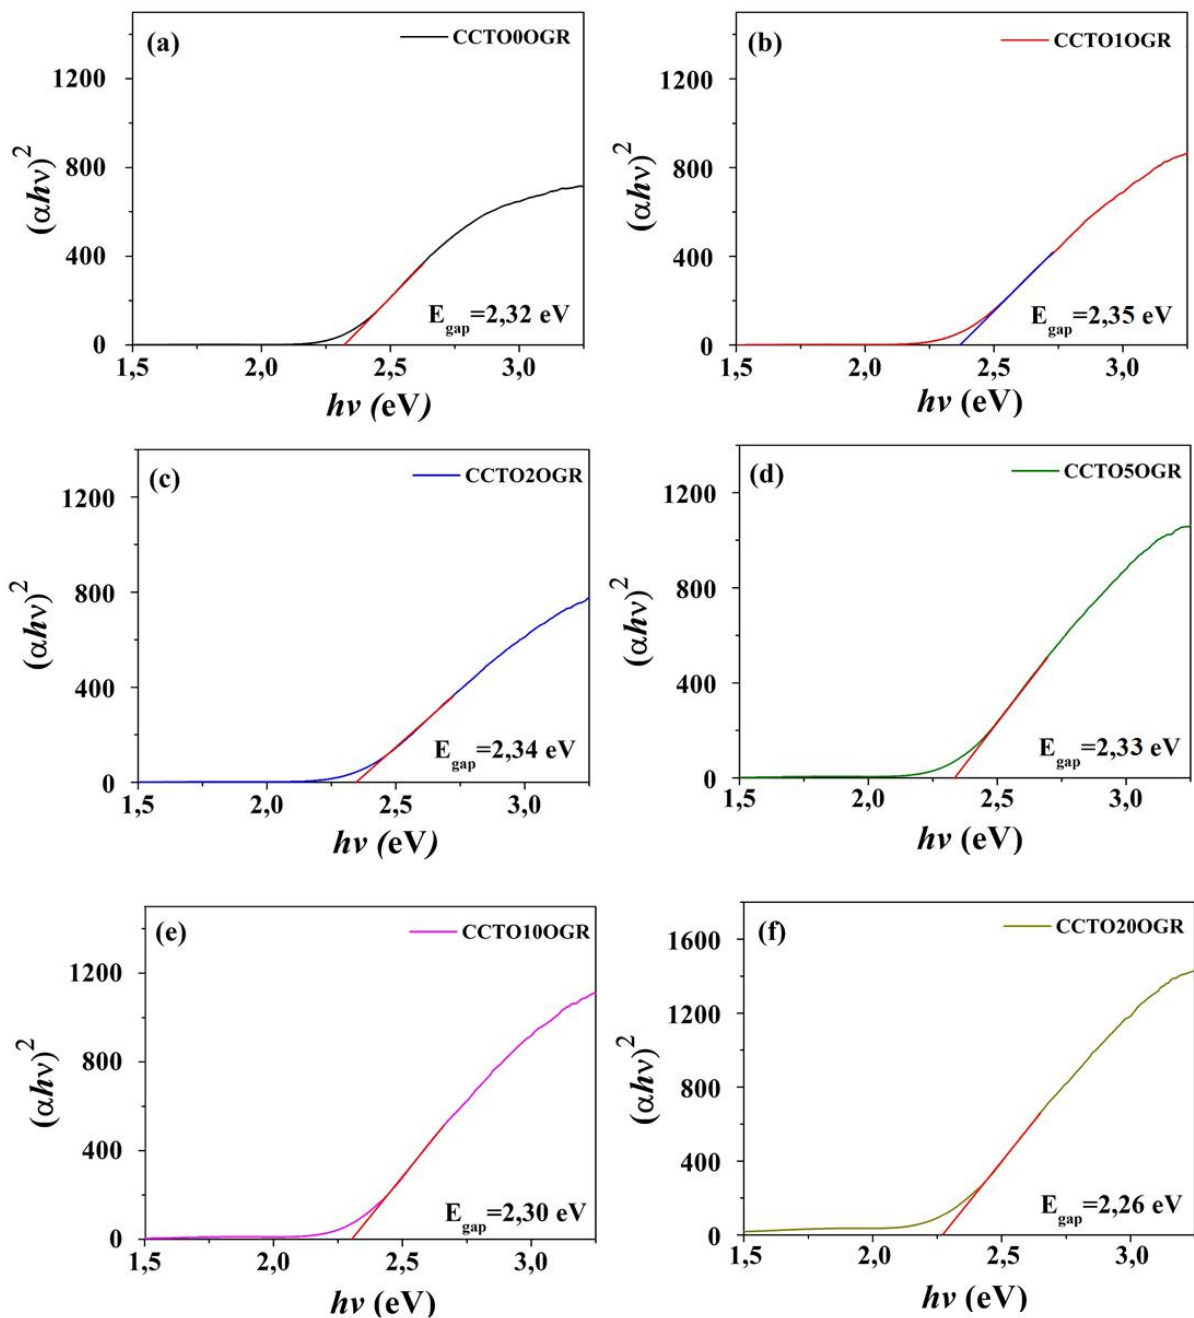 (a)
CCTO0OGR
1200
800
400
0
(αhν)²
E_gap=2,32 eV
1,5 2,0 2,5 3,0
hν (eV)
(b)
CCTO1OGR
1200
800
400
0
(αhν)²
E_gap=2,35 eV
1,5 2,0 2,5 3,0
hν (eV)
(c)
CCTO2OGR
1200
800
400
0
(αhν)²
E_gap=2,34 eV
1,5 2,0 2,5 3,0
hν (eV)
(d)
CCTO5OGR
1200
800
400
0
(αhν)²
E_gap=2,33 eV
1,5 2,0 2,5 3,0
hν (eV)
(e)
CCTO10OGR
1200
800
400
0
(αhν)²
E_gap=2,30 eV
1,5 2,0 2,5 3,0
hν (eV)
(f)
CCTO20OGR
1600
1200
800
400
0
(αhν)²
E_gap=2,26 eV
1,5 2,0 2,5 3,0
hν (eV)